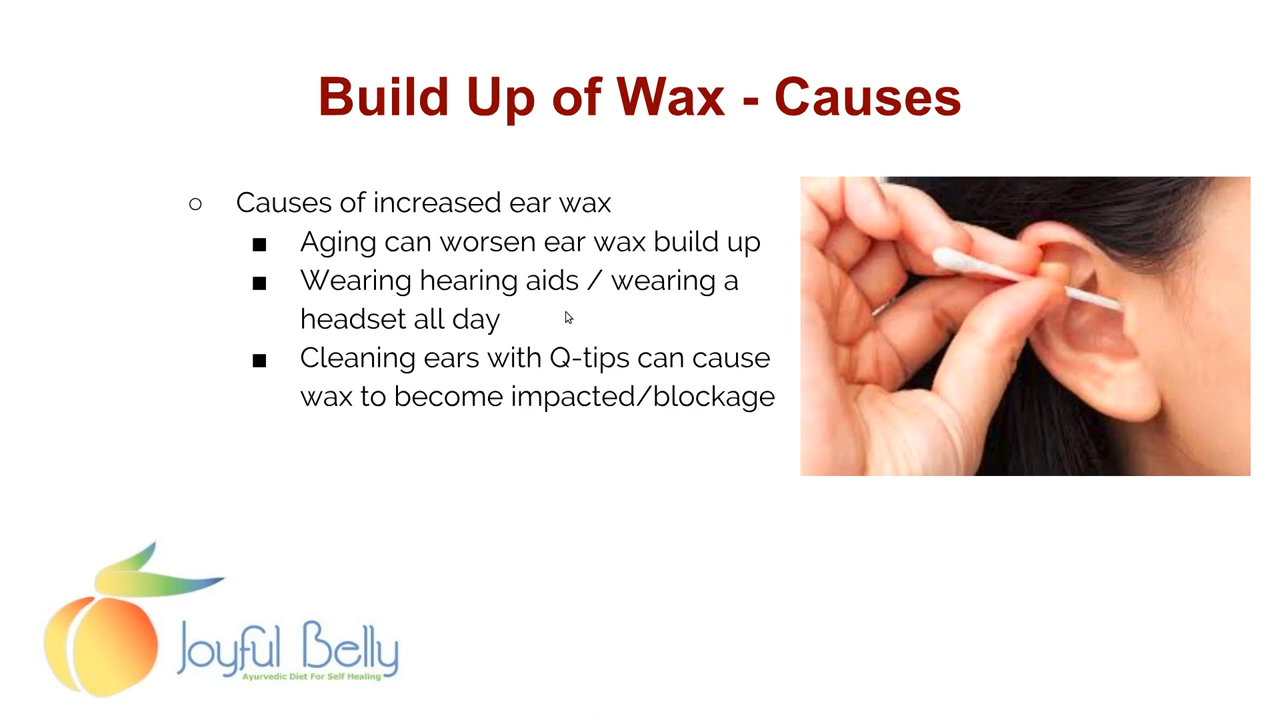 Build Up of Wax - Causes
○ Causes of increased ear wax
■ Aging can worsen ear wax build up
■ Wearing hearing aids / wearing a
headset all day
■ Cleaning ears with Q-tips can cause
wax to become impacted/blockage
Joyful Belly
Ayurvedic Diet For Self Healing